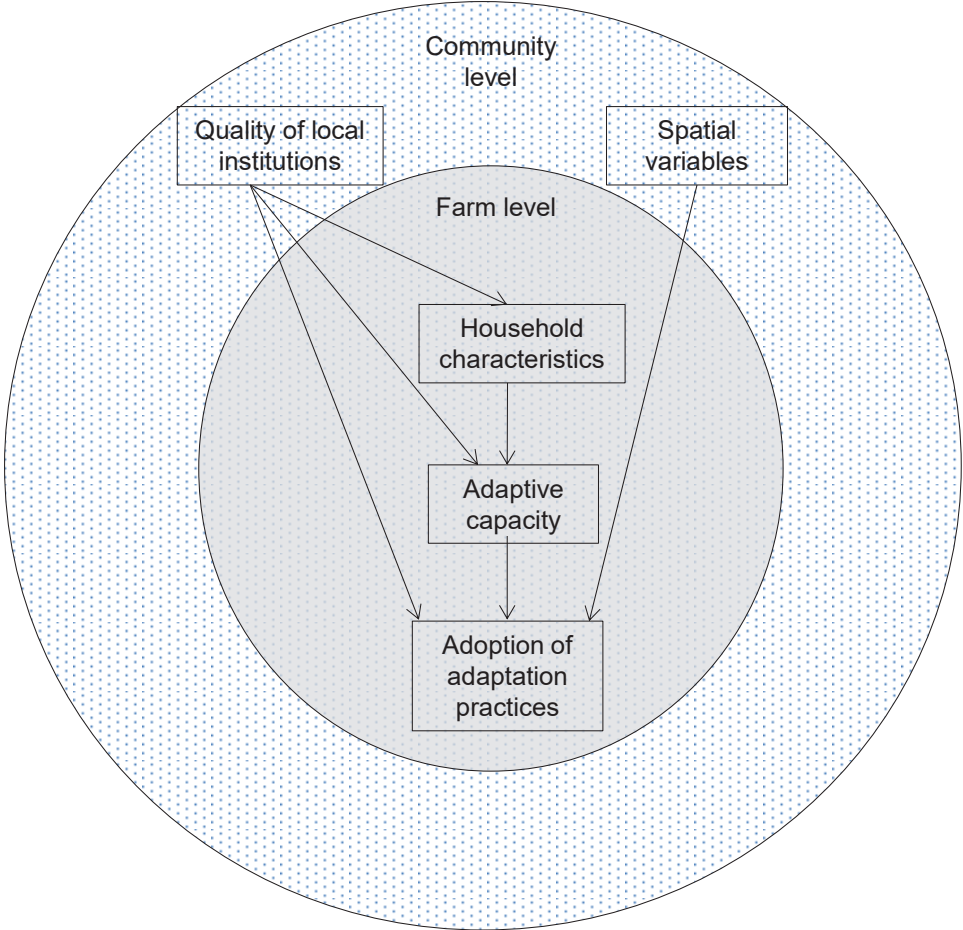 Community
level
Quality of local
institutions
Spatial
variables
Farm level
Household
characteristics
Adaptive
capacity
Adoption of
adaptation
practices